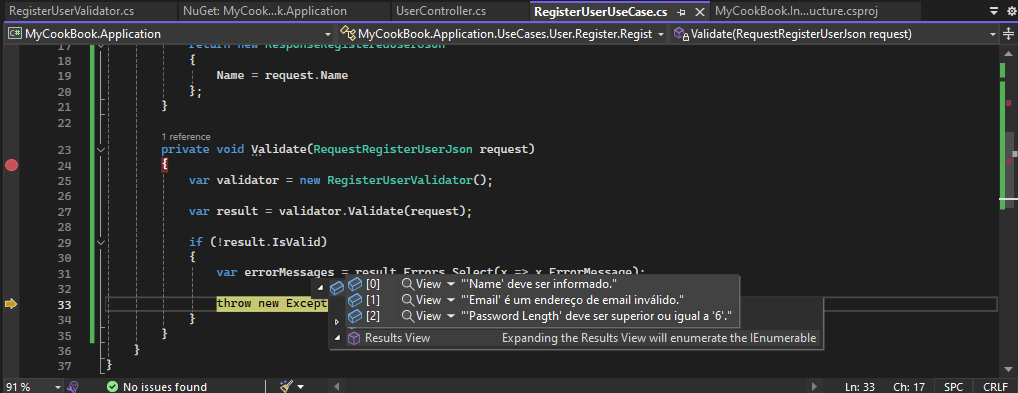 RegisterUserValidator.cs NuGet: MyCook...k.Application UserController.cs RegisterUserUseCase.cs MyCookBook.In...ucture.csproj
C# MyCookBook.Application MyCookBook.Application.UseCases.User.Register.Regist Validate(RequestRegisterUserJson request)
17 return new ResponseRegisteredUserJson
18 {
19 Name = request.Name
20 };
21 }
22
1 reference
23 private void Validate(RequestRegisterUserJson request)
24 {
25 var validator = new RegisterUserValidator();
26
27 var result = validator.Validate(request);
28
29 if (!result.IsValid)
30 {
31 var errorMessages = result.Errors.Select(x => x.ErrorMessage);
[0] View "'Name' deve ser informado."
32
[1] View "'Email' é um endereço de email inválido."
33 throw new Except
[2] View "'Password Length' deve ser superior ou igual a '6'."
34 }
35 }
Results View Expanding the Results View will enumerate the IEnumerable
36 }
37 }
91 % No issues found Ln: 33 Ch: 17 SPC CRLF